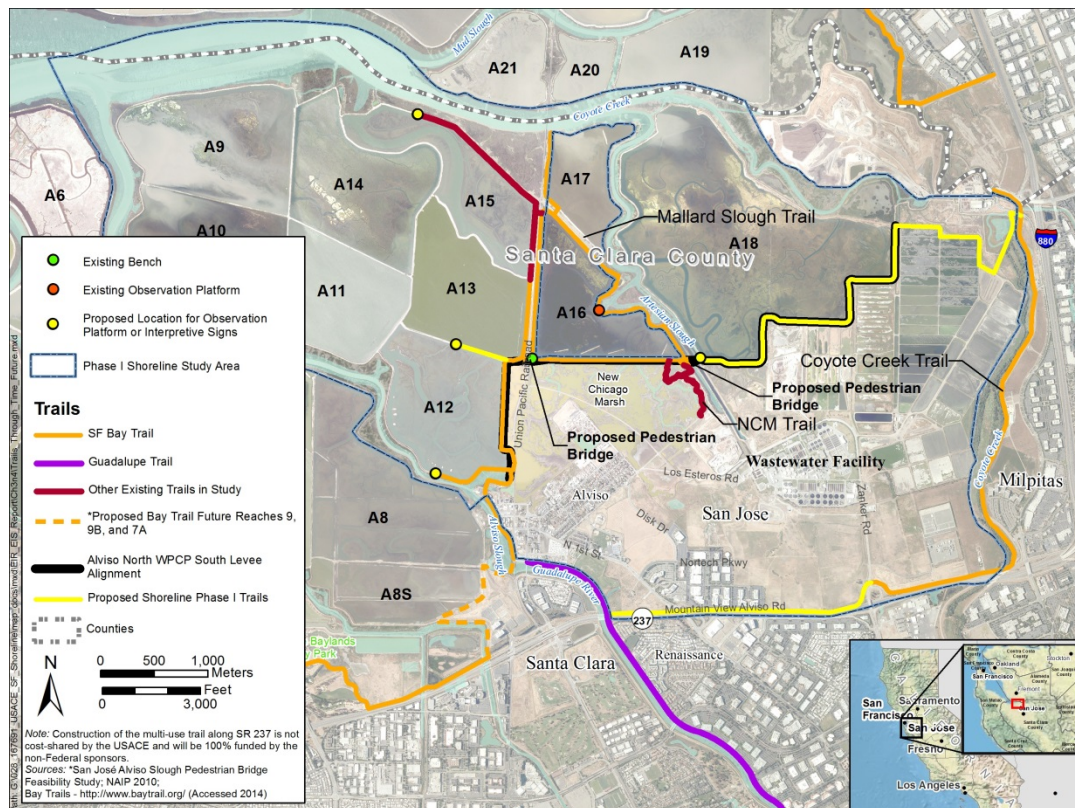 Mud Slough
A21
A20
A19
Coyote Creek
A9
A14
A17
A6
A15
Mallard Slough Trail
A10
Santa Clara County
A18
880
A11
A13
A16
Artesian Slough
Coyote Creek Trail
New
Chicago
Marsh
Proposed Pedestrian
Bridge
A12
Union Pacific Railroad
Proposed Pedestrian
Bridge
NCM Trail
Coyote Creek
Los Esteros Rd
Wastewater Facility
Milpitas
Alviso
Zanker Rd
A8
San Jose
Disk Dr
N 1st St
Alviso Slough
Nortech Pkwy
Guadalupe River
A8S
237
Mountain View Alviso Rd
Baylands
Park
Santa Clara
Renaissance
Existing Bench
Existing Observation Platform
Proposed Location for Observation
Platform or Interpretive Signs
Phase I Shoreline Study Area
Trails
SF Bay Trail
Guadalupe Trail
Other Existing Trails in Study
*Proposed Bay Trail Future Reaches 9,
9B, and 7A
Alviso North WPCP South Levee
Alignment
Proposed Shoreline Phase I Trails
Counties
N
0 500 1,000
Meters
Feet
0 3,000
Note: Construction of the multi-use trail along SR 237 is not
cost-shared by the USACE and will be 100% funded by the
non-Federal sponsors.
Sources: *San José Alviso Slough Pedestrian Bridge
Feasibility Study; NAIP 2010;
Bay Trails - http://www.baytrail.org/ (Accessed 2014)
Sacramento
San
Francisco
San Jose
Fresno
Los Angeles
Oakland
San Francisco
Fremont
San Jose